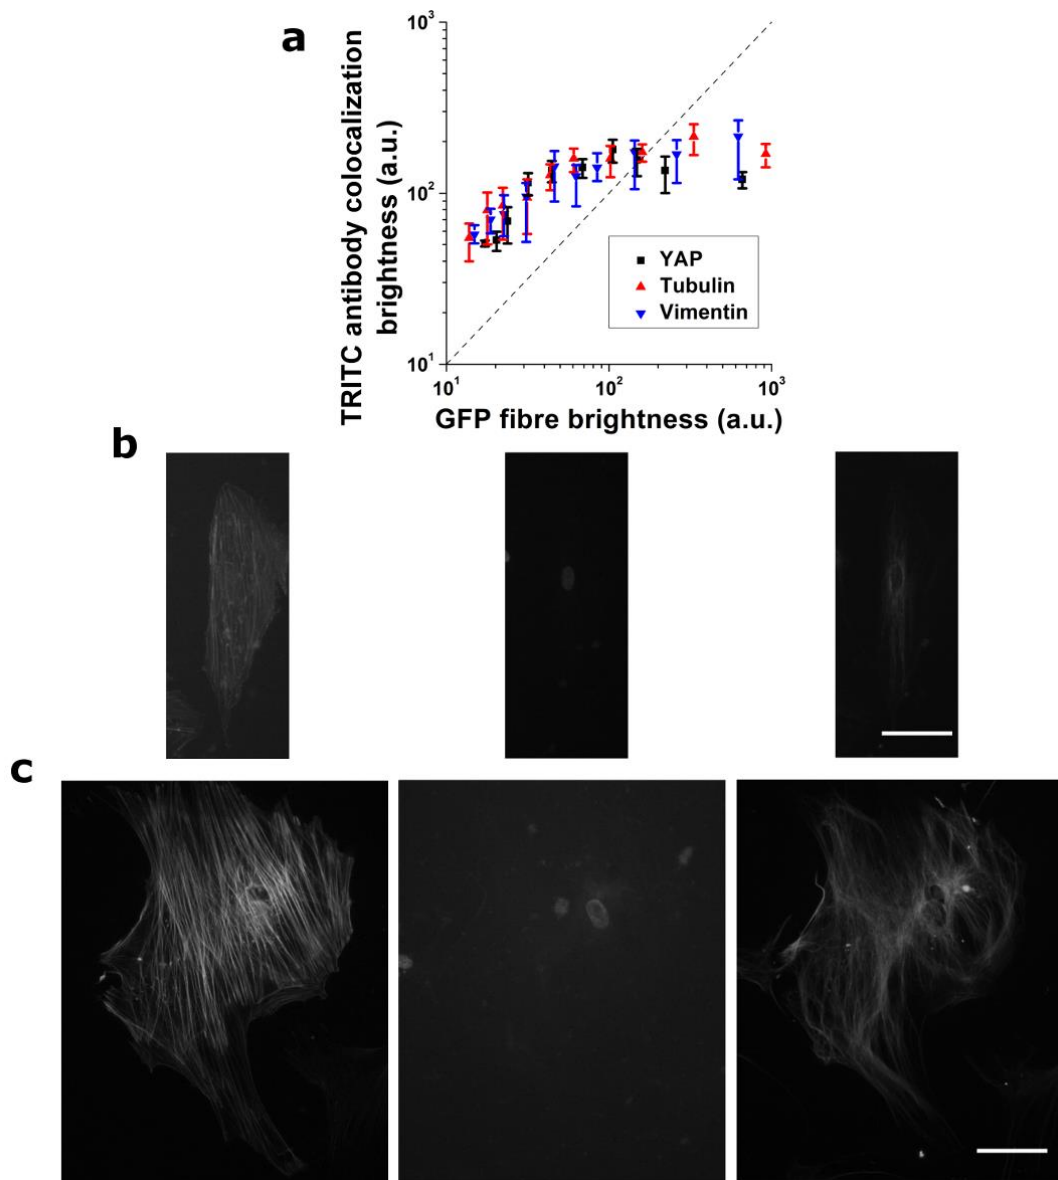 a
TRITC antibody colocalization
brightness (a.u.)
10³
10²
10¹
YAP
Tubulin
Vimentin
10¹ 10² 10³
GFP fibre brightness (a.u.)
b
c